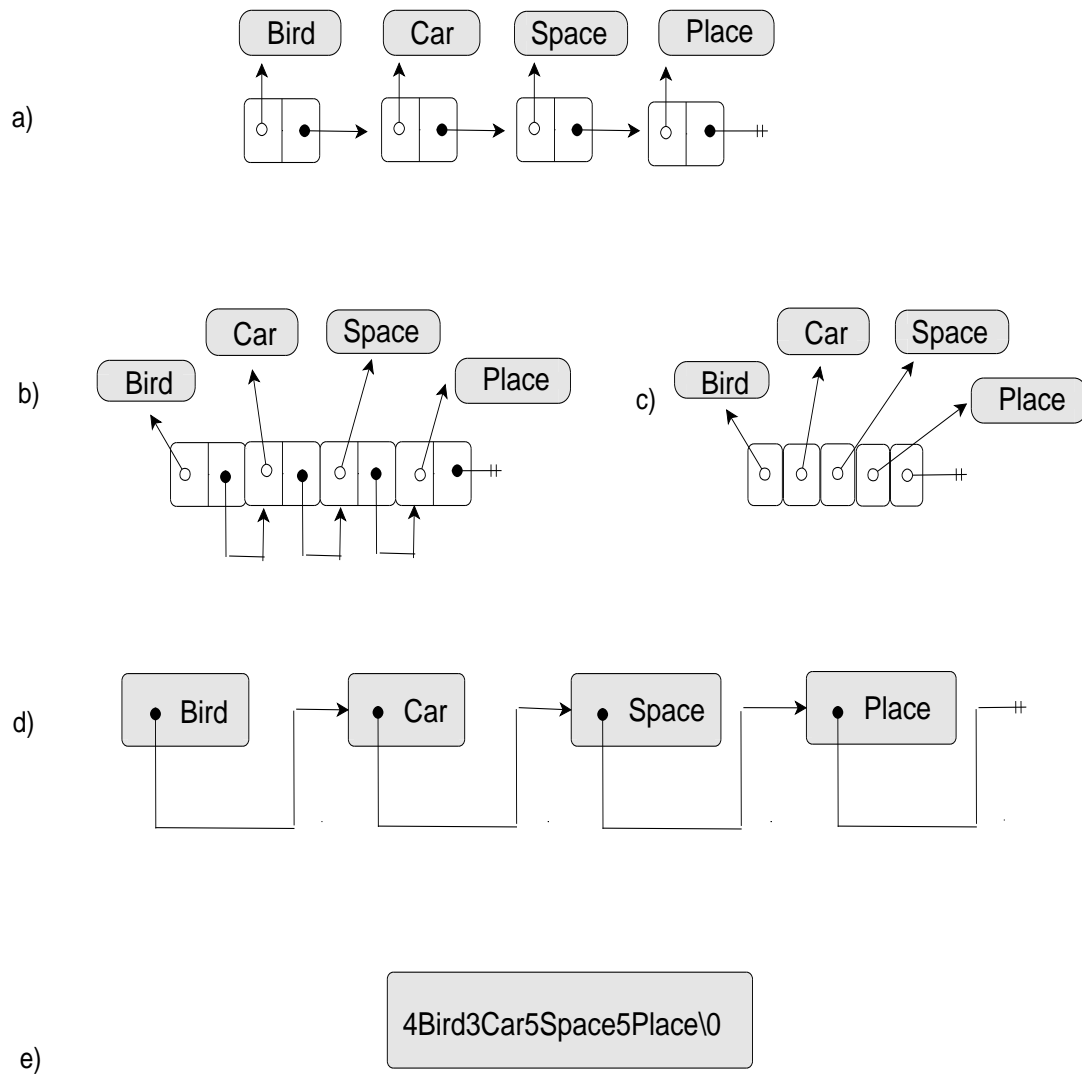 Bird Car Space Place
a)
Car Space
b) Bird Place
Car Space
c) Bird Place
d) Bird Car Space Place
4Bird3Car5Space5Place\0
e)